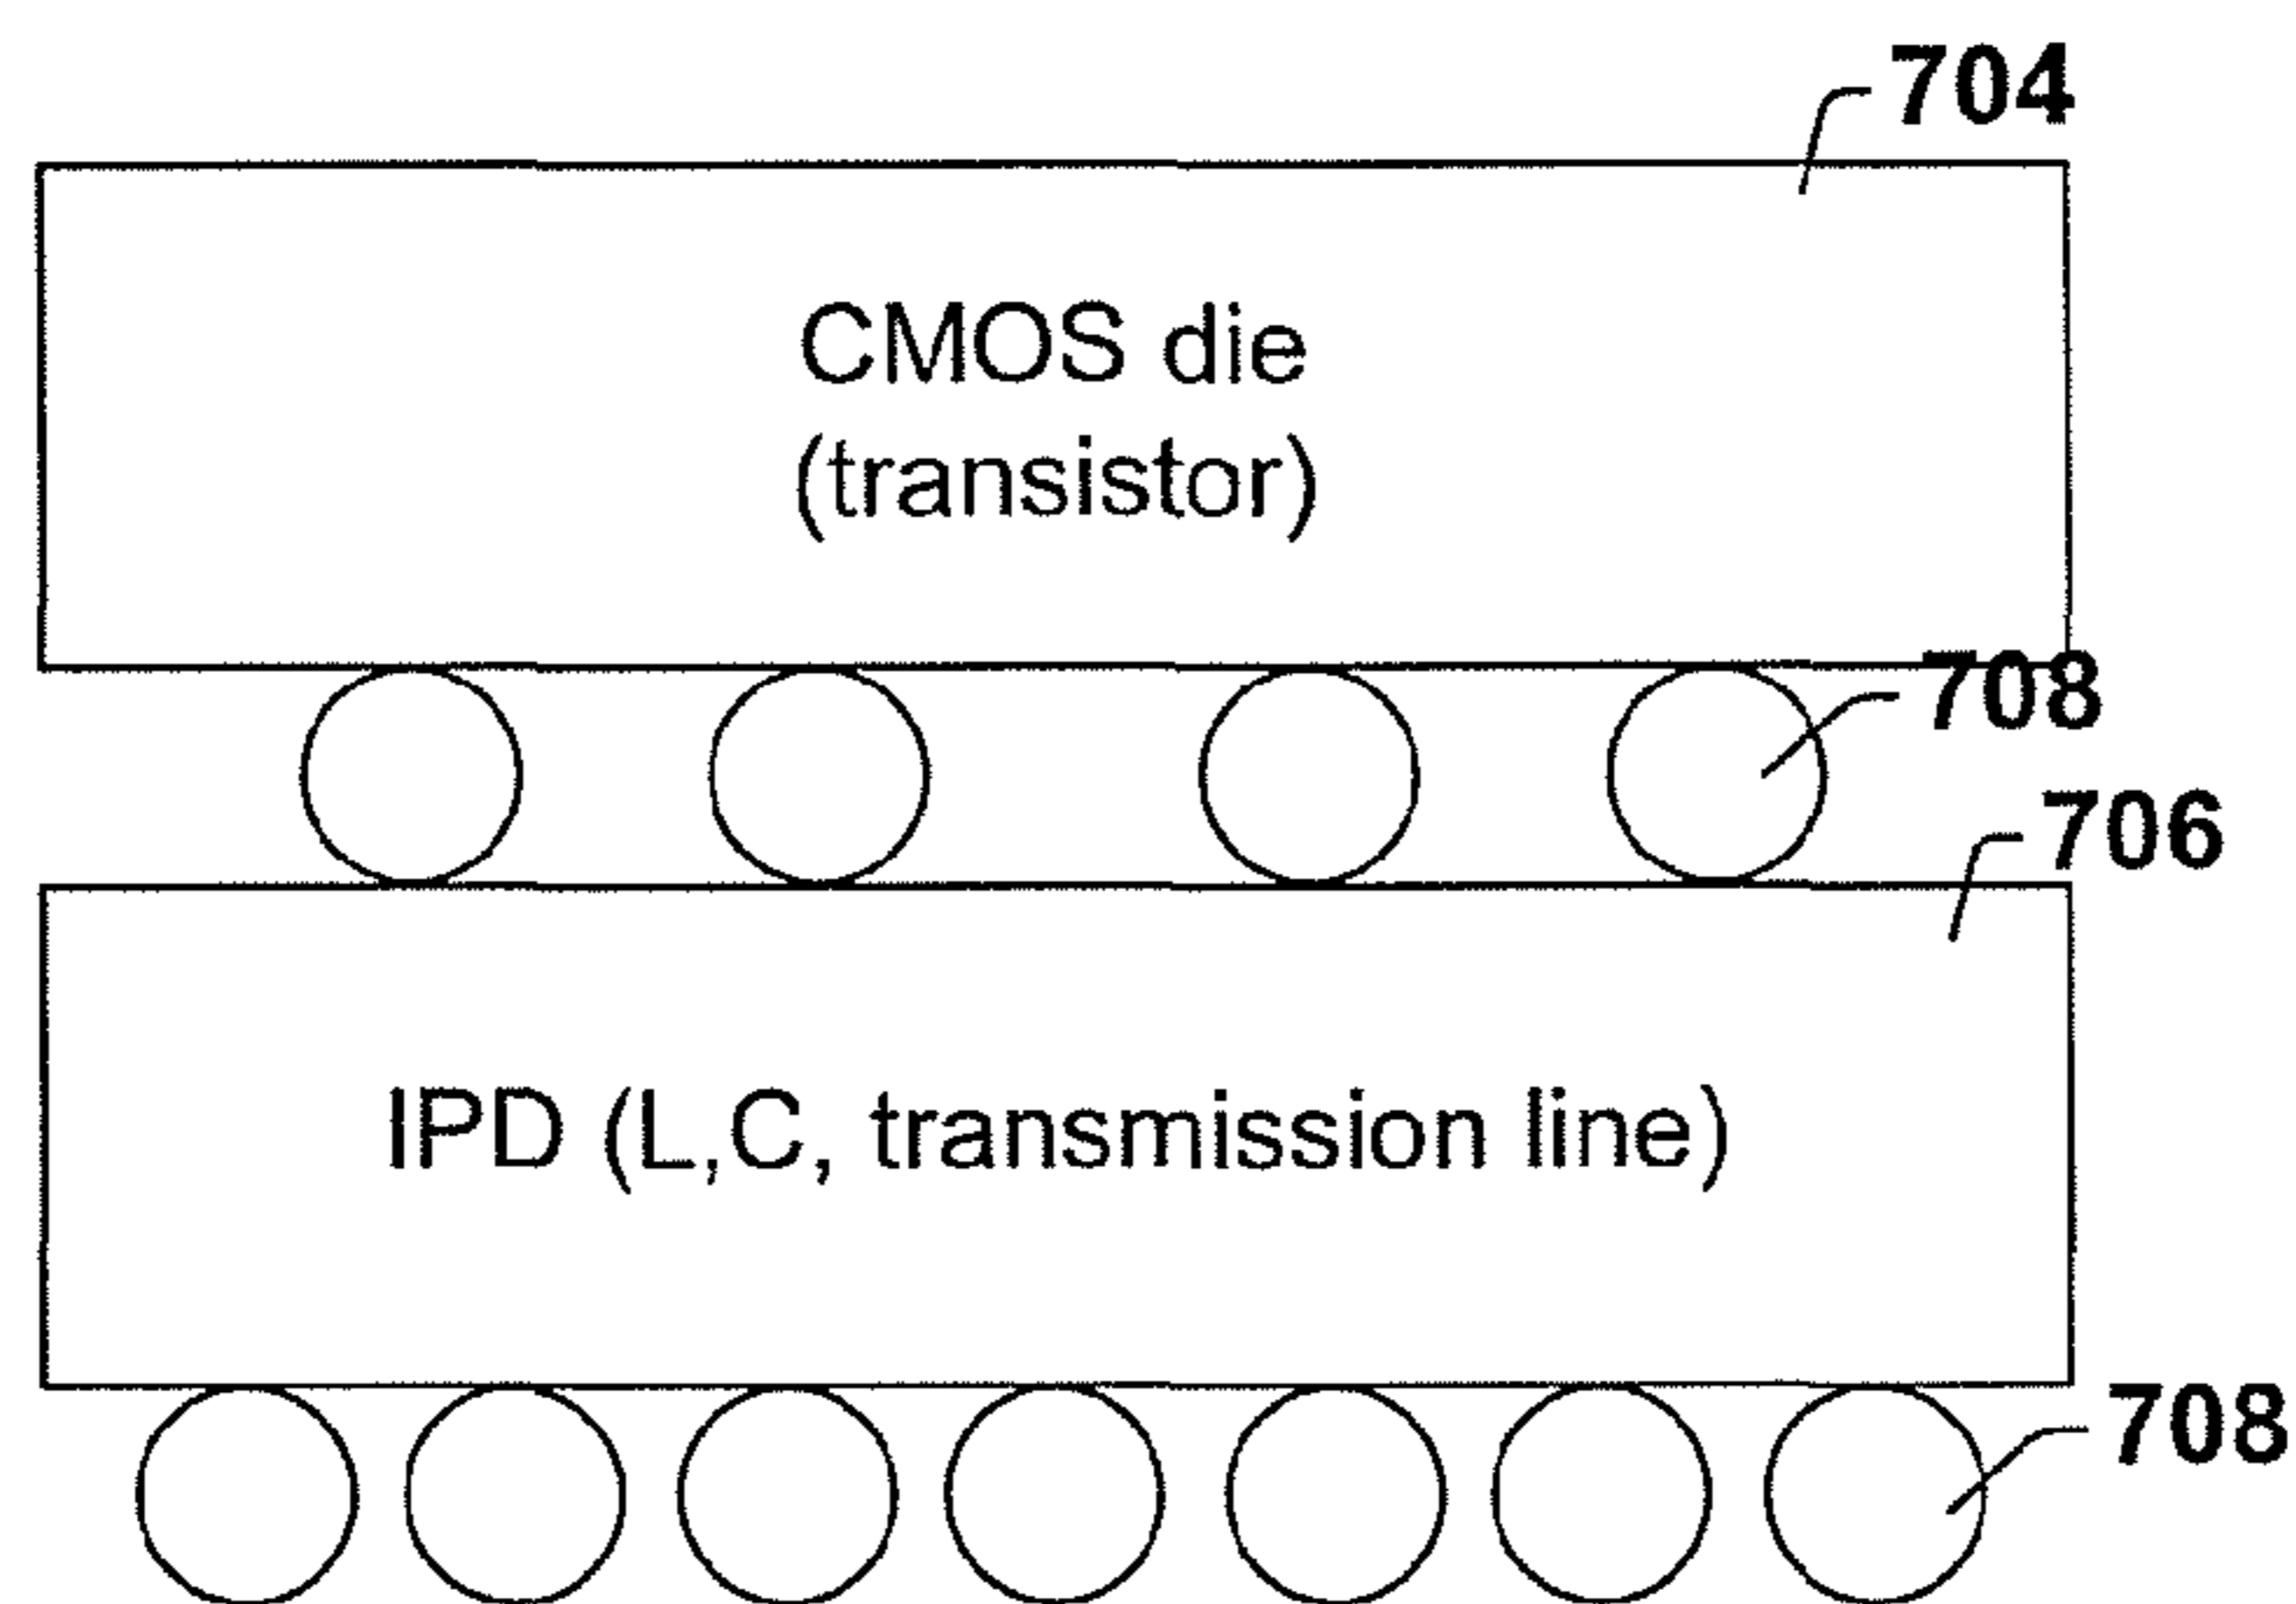 704
CMOS die
(transistor)
708
706
IPD (L,C, transmission line)
708